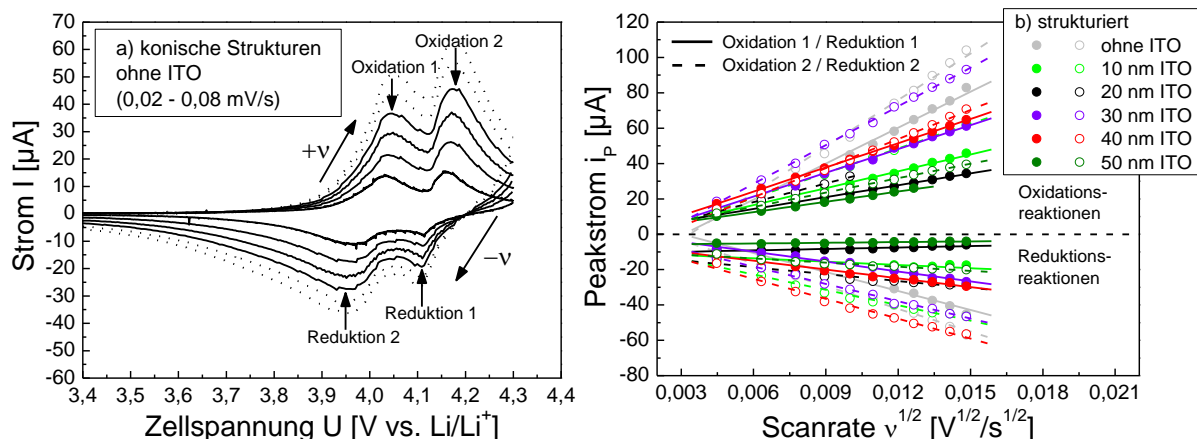 a) konische Strukturen
ohne ITO
(0,02 - 0,08 mV/s)
Oxidation 2
Oxidation 1
+ν
−ν
Reduktion 1
Reduktion 2
70
60
50
40
30
20
10
0
-10
-20
-30
-40
-50
-60
3,4 3,5 3,6 3,7 3,8 3,9 4,0 4,1 4,2 4,3 4,4
Strom I [µA]
Zellspannung U [V vs. Li/Li⁺]
Oxidation 1 / Reduktion 1
Oxidation 2 / Reduktion 2
b) strukturiert
ohne ITO
10 nm ITO
20 nm ITO
30 nm ITO
40 nm ITO
50 nm ITO
Oxidations-
reaktionen
Reduktions-
reaktionen
120
100
80
60
40
20
0
-20
-40
-60
-80
0,003 0,006 0,009 0,012 0,015 0,018 0,021
Peakstrom i_P [µA]
Scanrate ν^1/2 [V^1/2/s^1/2]